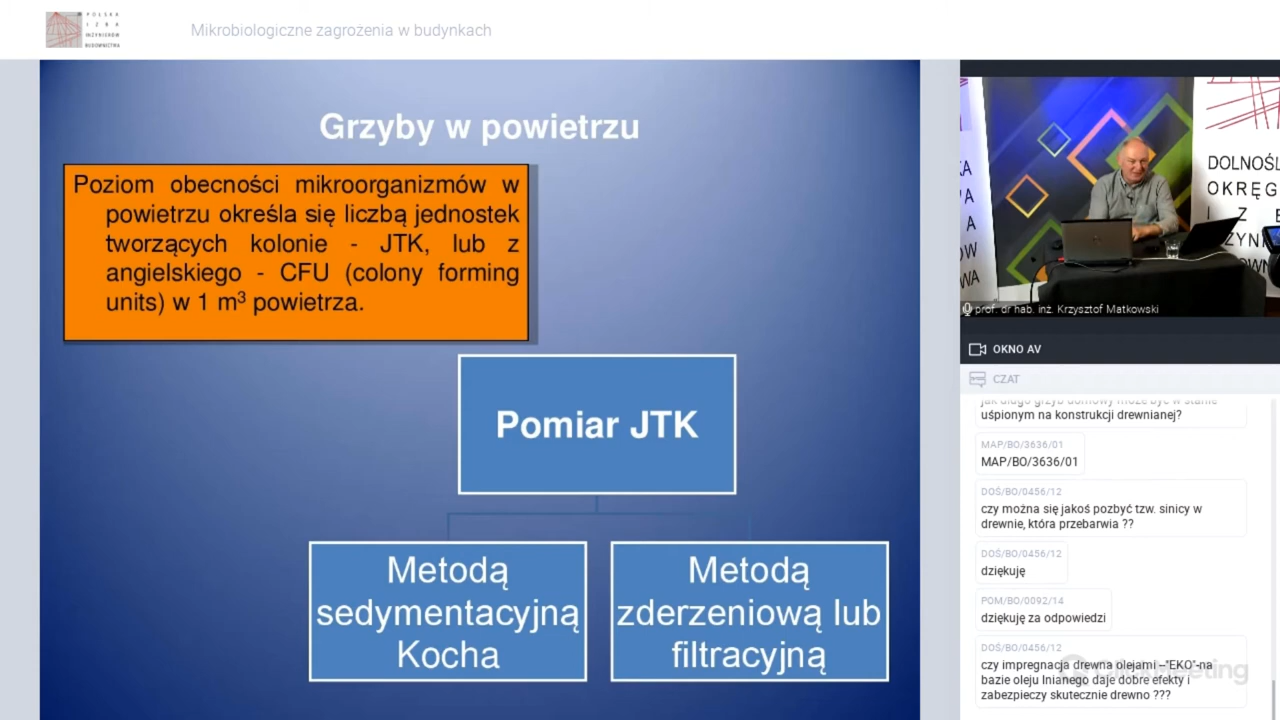 POLSKA
IZBA
INŻYNIERÓW
BUDOWNICTWA
Mikrobiologiczne zagrożenia w budynkach
Grzyby w powietrzu
Poziom obecności mikroorganizmów w
powietrzu określa się liczbą jednostek
tworzących kolonie - JTK, lub z
angielskiego - CFU (colony forming
units) w 1 m³ powietrza.
Pomiar JTK
Metodą
sedymentacyjną
Kocha
Metodą
zderzeniową lub
filtracyjną
DOLNOŚL
OKRĘG
prof. dr hab. inż. Krzysztof Matkowski
OKNO AV
CZAT
jak długo grzyb domowy może być w stanie
uśpionym na konstrukcji drewnianej?
MAP/BO/3636/01
MAP/BO/3636/01
DOŚ/BO/0456/12
czy można się jakoś pozbyć tzw. sinicy w
drewnie, która przebarwia ??
DOŚ/BO/0456/12
dziękuję
POM/BO/0092/14
dziękuję za odpowiedzi
DOŚ/BO/0456/12
czy impregnacja drewna olejami –"EKO"-na
bazie oleju lnianego daje dobre efekty i
zabezpieczy skutecznie drewno ???
ClickMeeting